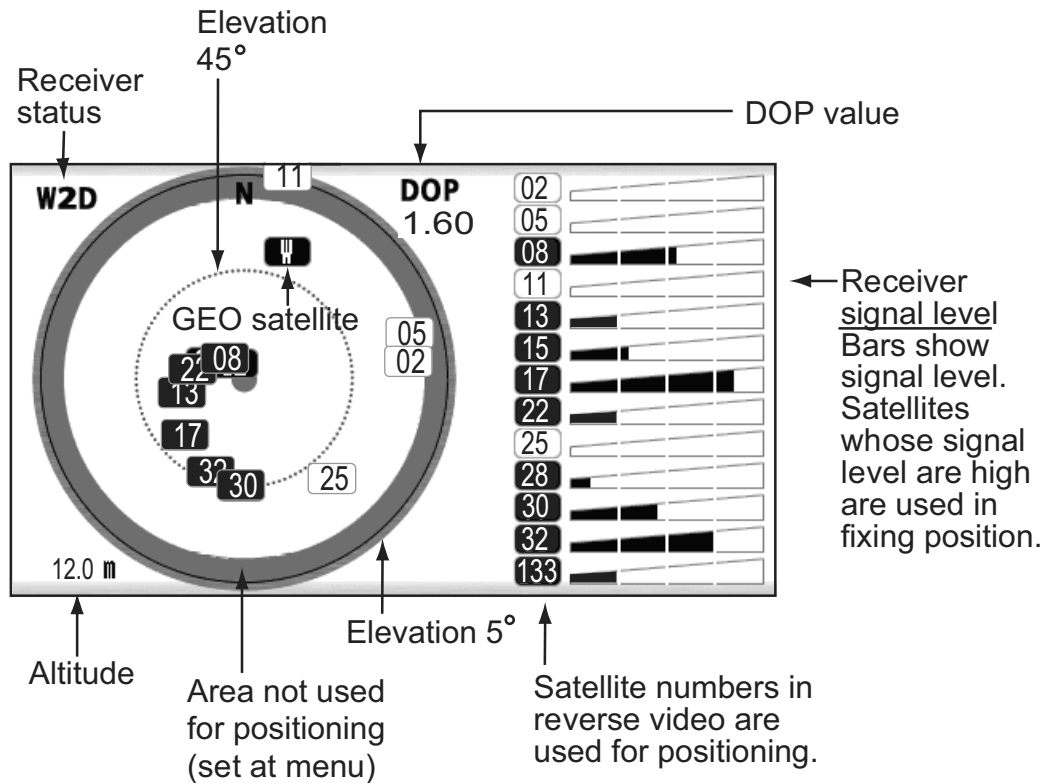 Elevation
45°
Receiver
status
DOP value
W2D
11
N
DOP
1.60
GEO satellite
05
02
08
22
13
17
32
30
25
12.0 m
02
05
08
11
13
15
17
22
25
28
30
32
133
Receiver
signal level
Bars show
signal level.
Satellites
whose signal
level are high
are used in
fixing position.
Elevation 5°
Altitude
Area not used
for positioning
(set at menu)
Satellite numbers in
reverse video are
used for positioning.